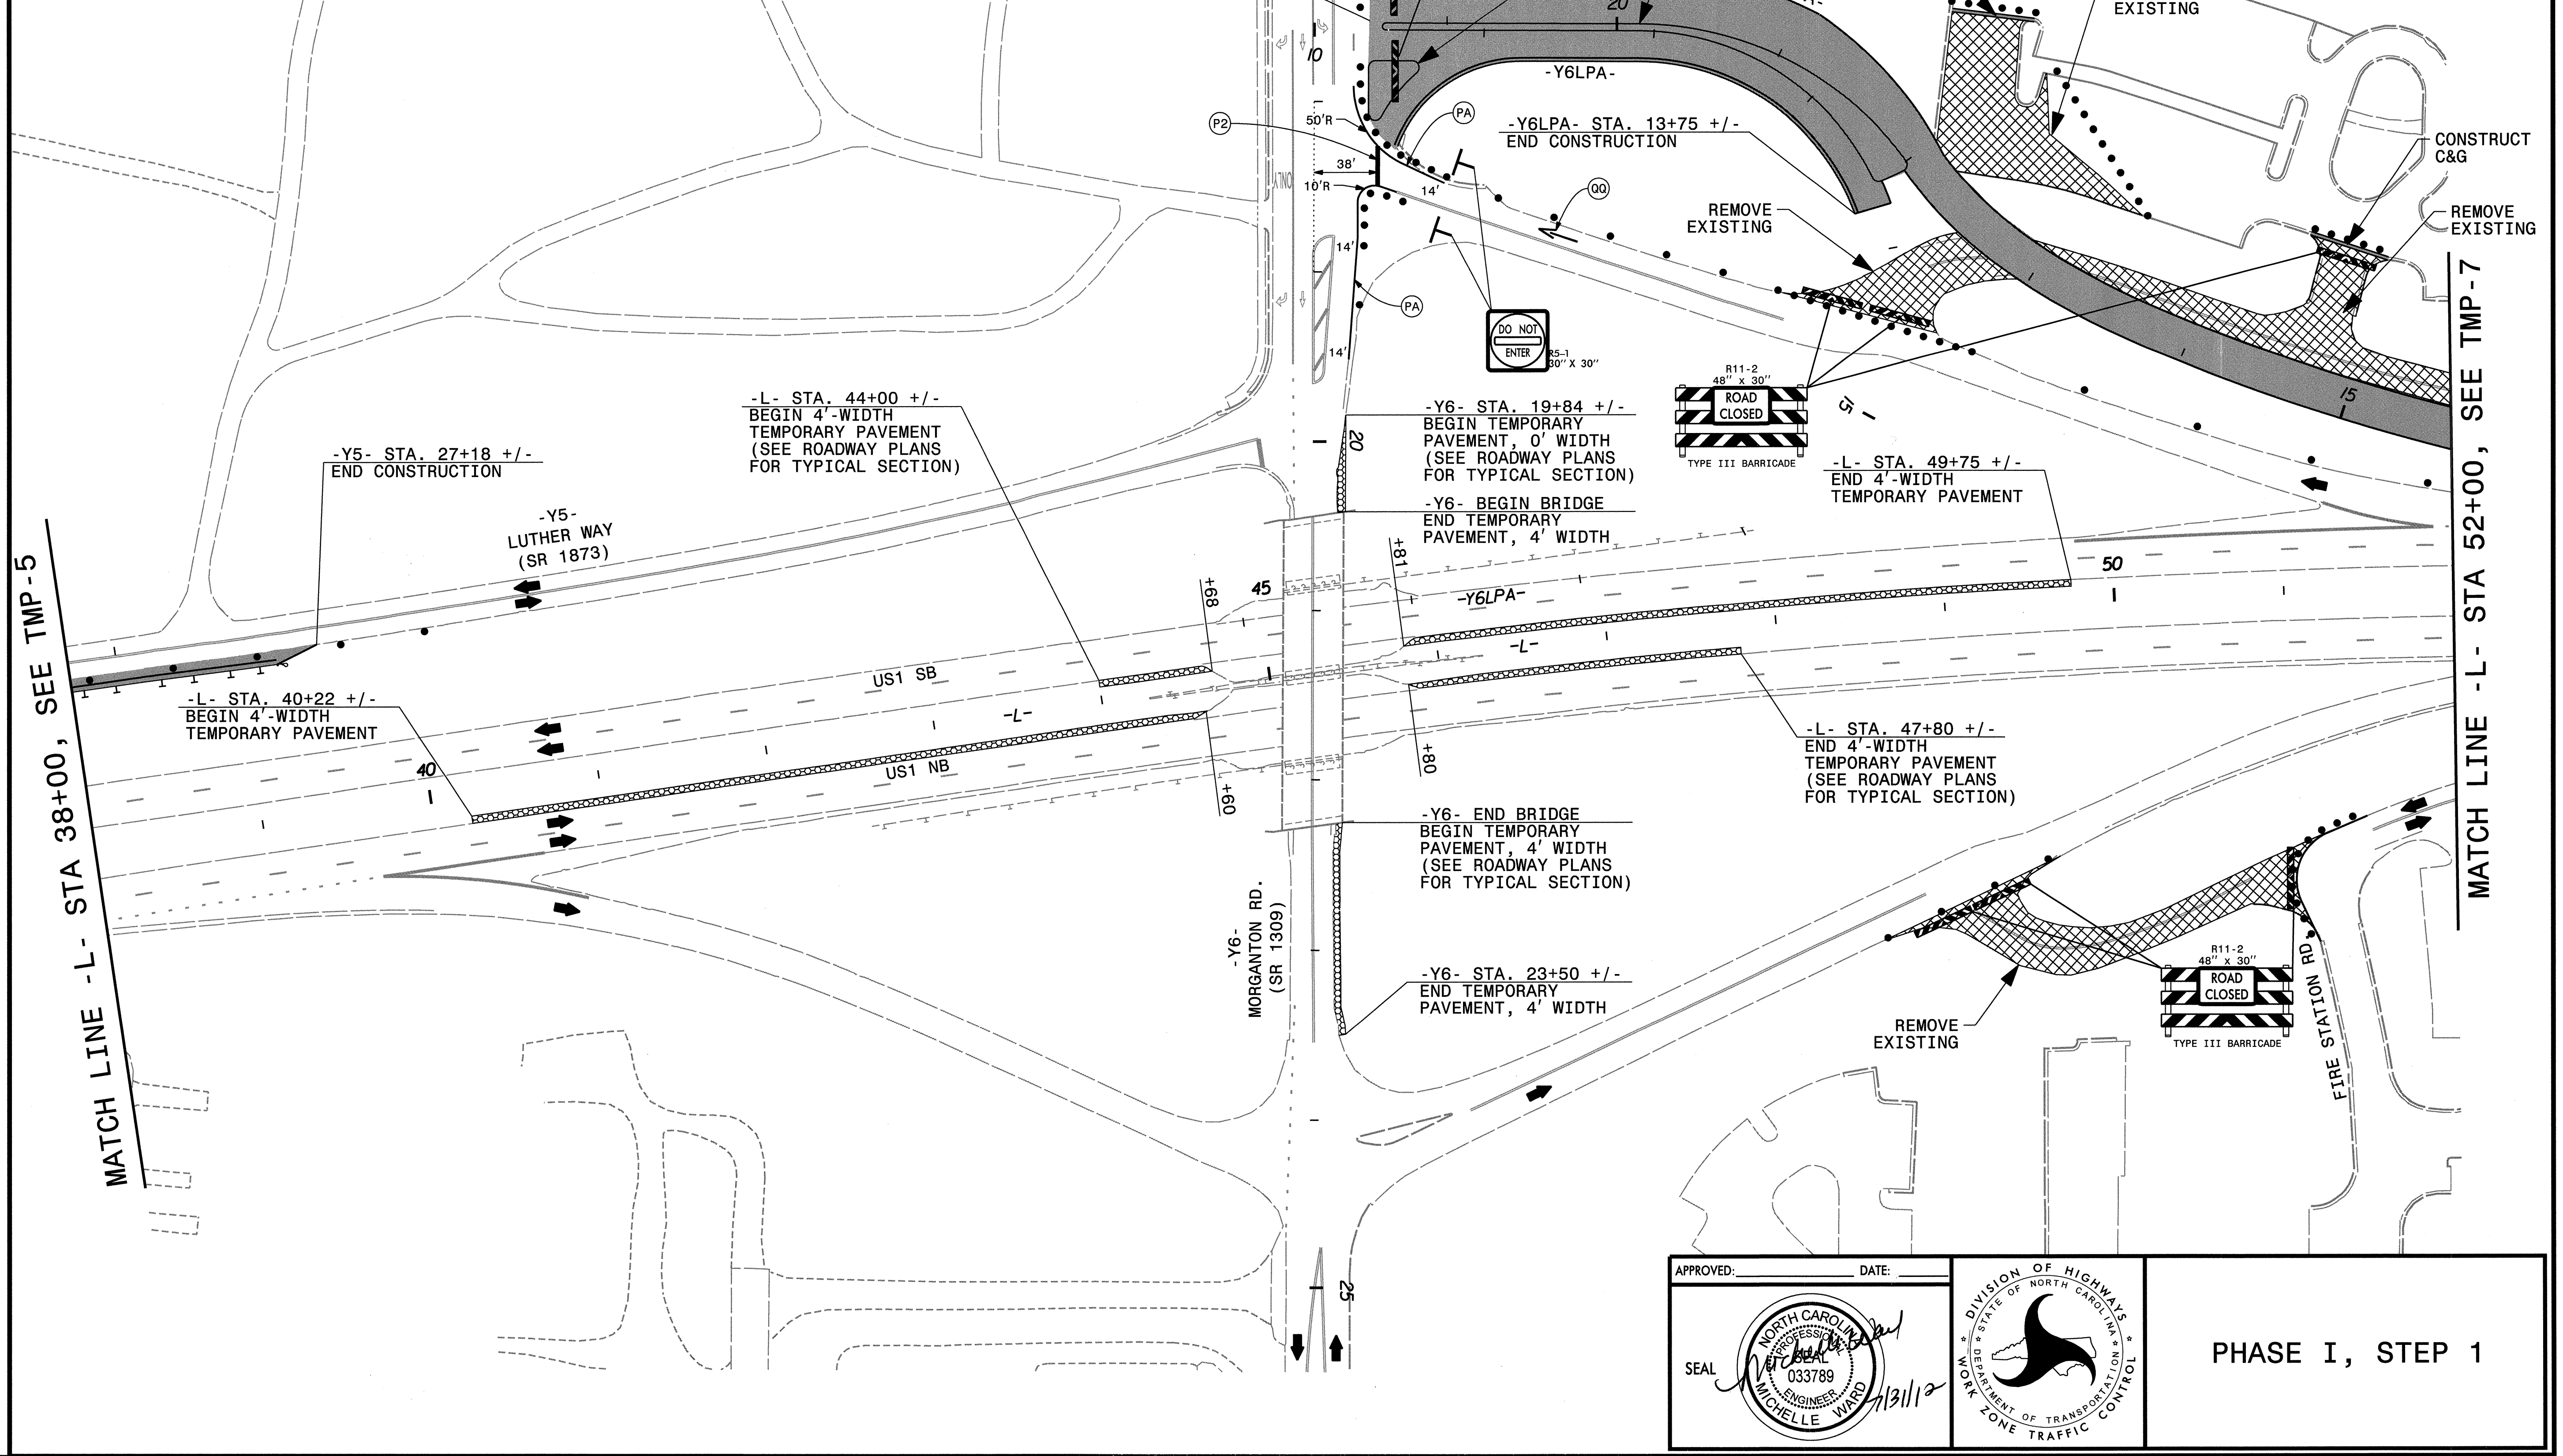 20
EXISTING
10
-Y6LPA-
P2
50'R
PA
-Y6LPA- STA. 13+75 +/-
END CONSTRUCTION
CONSTRUCT
C&G
38'
ONLY
10'R
14'
QQ
REMOVE
EXISTING
REMOVE
EXISTING
14'
PA
14'
DO NOT
ENTER
R5-1
30" X 30"
R11-2
48" x 30"
ROAD
CLOSED
TYPE III BARRICADE
15
15
MATCH LINE -L- STA 52+00, SEE TMP-7
-L- STA. 44+00 +/-
BEGIN 4'-WIDTH
TEMPORARY PAVEMENT
(SEE ROADWAY PLANS
FOR TYPICAL SECTION)
-Y6- STA. 19+84 +/-
BEGIN TEMPORARY
PAVEMENT, 0' WIDTH
(SEE ROADWAY PLANS
FOR TYPICAL SECTION)
20
-Y5- STA. 27+18 +/-
END CONSTRUCTION
-L- STA. 49+75 +/-
END 4'-WIDTH
TEMPORARY PAVEMENT
-Y6- BEGIN BRIDGE
END TEMPORARY
PAVEMENT, 4' WIDTH
-Y5-
LUTHER WAY
(SR 1873)
MATCH LINE -L- STA 38+00, SEE TMP-5
+81
+68
45
50
-Y6LPA-
-L-
US1 SB
-L-
-L- STA. 40+22 +/-
BEGIN 4'-WIDTH
TEMPORARY PAVEMENT
40
US1 NB
+60
+80
-L- STA. 47+80 +/-
END 4'-WIDTH
TEMPORARY PAVEMENT
(SEE ROADWAY PLANS
FOR TYPICAL SECTION)
-Y6- END BRIDGE
BEGIN TEMPORARY
PAVEMENT, 4' WIDTH
(SEE ROADWAY PLANS
FOR TYPICAL SECTION)
-Y6-
MORGANTON RD.
(SR 1309)
-Y6- STA. 23+50 +/-
END TEMPORARY
PAVEMENT, 4' WIDTH
R11-2
48" x 30"
ROAD
CLOSED
TYPE III BARRICADE
REMOVE
EXISTING
FIRE STATION RD.
25
APPROVED: DATE:
SEAL
NORTH CAROLINA
PROFESSIONAL
SEAL
033789
ENGINEER
MICHELLE WARD
7/31/12
DIVISION OF HIGHWAYS
STATE OF NORTH CAROLINA
DEPARTMENT OF TRANSPORTATION
WORK ZONE TRAFFIC CONTROL
PHASE I, STEP 1